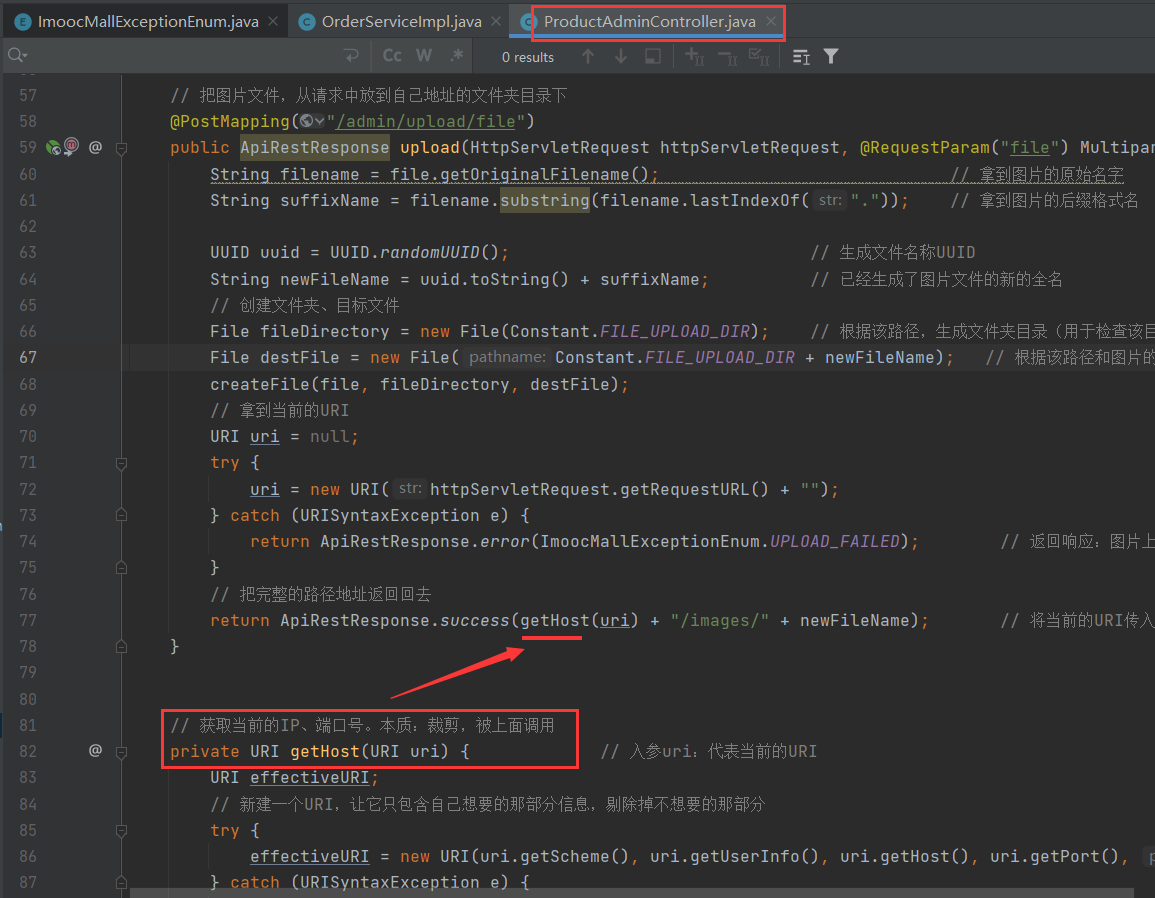 ImoocMallExceptionEnum.java OrderServiceImpl.java ProductAdminController.java
Cc W .* 0 results
57 // 把图片文件，从请求中放到自己地址的文件夹目录下
58 @PostMapping("/admin/upload/file")
59 public ApiRestResponse upload(HttpServletRequest httpServletRequest, @RequestParam("file") Multipar
60 String filename = file.getOriginalFilename(); // 拿到图片的原始名字
61 String suffixName = filename.substring(filename.lastIndexOf( str: ".")); // 拿到图片的后缀格式名
62
63 UUID uuid = UUID.randomUUID(); // 生成文件名称UUID
64 String newFileName = uuid.toString() + suffixName; // 已经生成了图片文件的新的全名
65 // 创建文件夹、目标文件
66 File fileDirectory = new File(Constant.FILE_UPLOAD_DIR); // 根据该路径，生成文件夹目录（用于检查该目
67 File destFile = new File( pathname: Constant.FILE_UPLOAD_DIR + newFileName); // 根据该路径和图片的
68 createFile(file, fileDirectory, destFile);
69 // 拿到当前的URI
70 URI uri = null;
71 try {
72 uri = new URI( str: httpServletRequest.getRequestURL() + "");
73 } catch (URISyntaxException e) {
74 return ApiRestResponse.error(ImoocMallExceptionEnum.UPLOAD_FAILED); // 返回响应：图片上
75 }
76 // 把完整的路径地址返回回去
77 return ApiRestResponse.success(getHost(uri) + "/images/" + newFileName); // 将当前的URI传入
78 }
79
80
81 // 获取当前的IP、端口号。本质：裁剪，被上面调用
82 private URI getHost(URI uri) { // 入参uri：代表当前的URI
83 URI effectiveURI;
84 // 新建一个URI，让它只包含自己想要的那部分信息，剔除掉不想要的那部分
85 try {
86 effectiveURI = new URI(uri.getScheme(), uri.getUserInfo(), uri.getHost(), uri.getPort(), p
87 } catch (URISyntaxException e) {